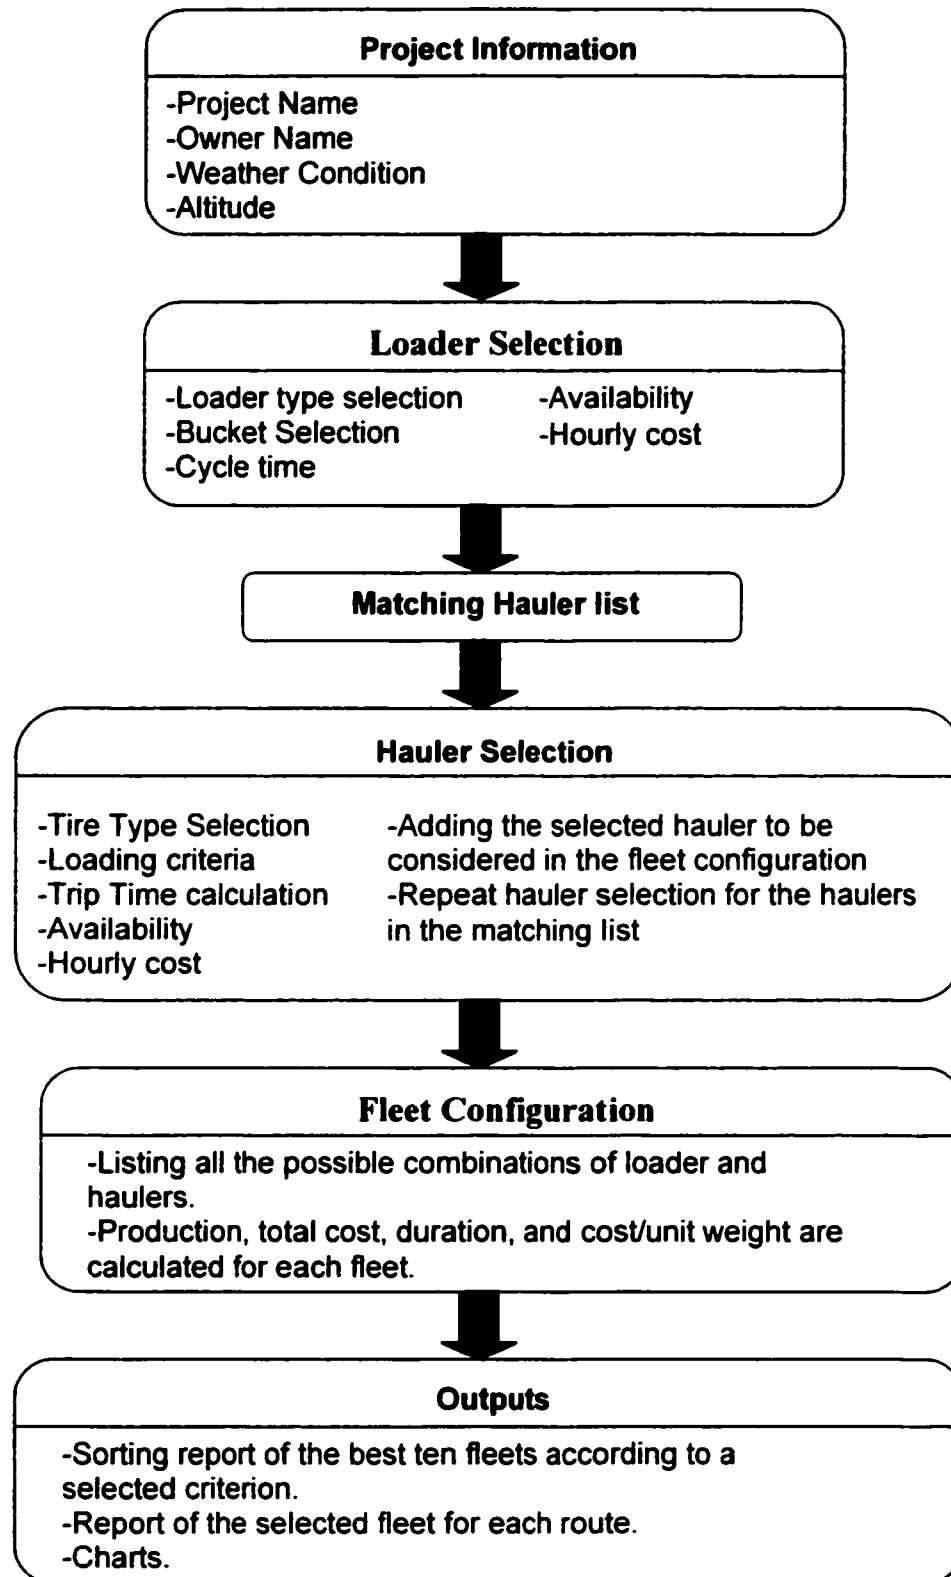 Project Information
-Project Name
-Owner Name
-Weather Condition
-Altitude
Loader Selection
-Loader type selection
-Bucket Selection
-Cycle time
-Availability
-Hourly cost
Matching Hauler list
Hauler Selection
-Tire Type Selection
-Loading criteria
-Trip Time calculation
-Availability
-Hourly cost
-Adding the selected hauler to be
considered in the fleet configuration
-Repeat hauler selection for the haulers
in the matching list
Fleet Configuration
-Listing all the possible combinations of loader and
haulers.
-Production, total cost, duration, and cost/unit weight are
calculated for each fleet.
Outputs
-Sorting report of the best ten fleets according to a
selected criterion.
-Report of the selected fleet for each route.
-Charts.